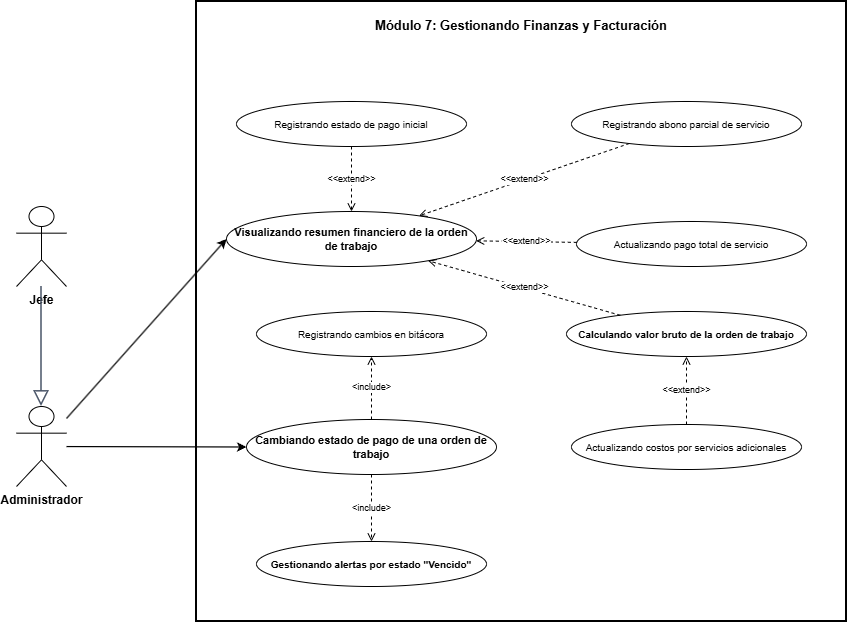 Módulo 7: Gestionando Finanzas y Facturación
Registrando estado de pago inicial
Registrando abono parcial de servicio
<<extend>>
<<extend>>
Visualizando resumen financiero de la orden
de trabajo
<<extend>>
Actualizando pago total de servicio
<<extend>>
Jefe
Registrando cambios en bitácora
Calculando valor bruto de la orden de trabajo
<include>
<<extend>>
Cambiando estado de pago de una orden de
trabajo
Actualizando costos por servicios adicionales
Administrador
<include>
Gestionando alertas por estado "Vencido"